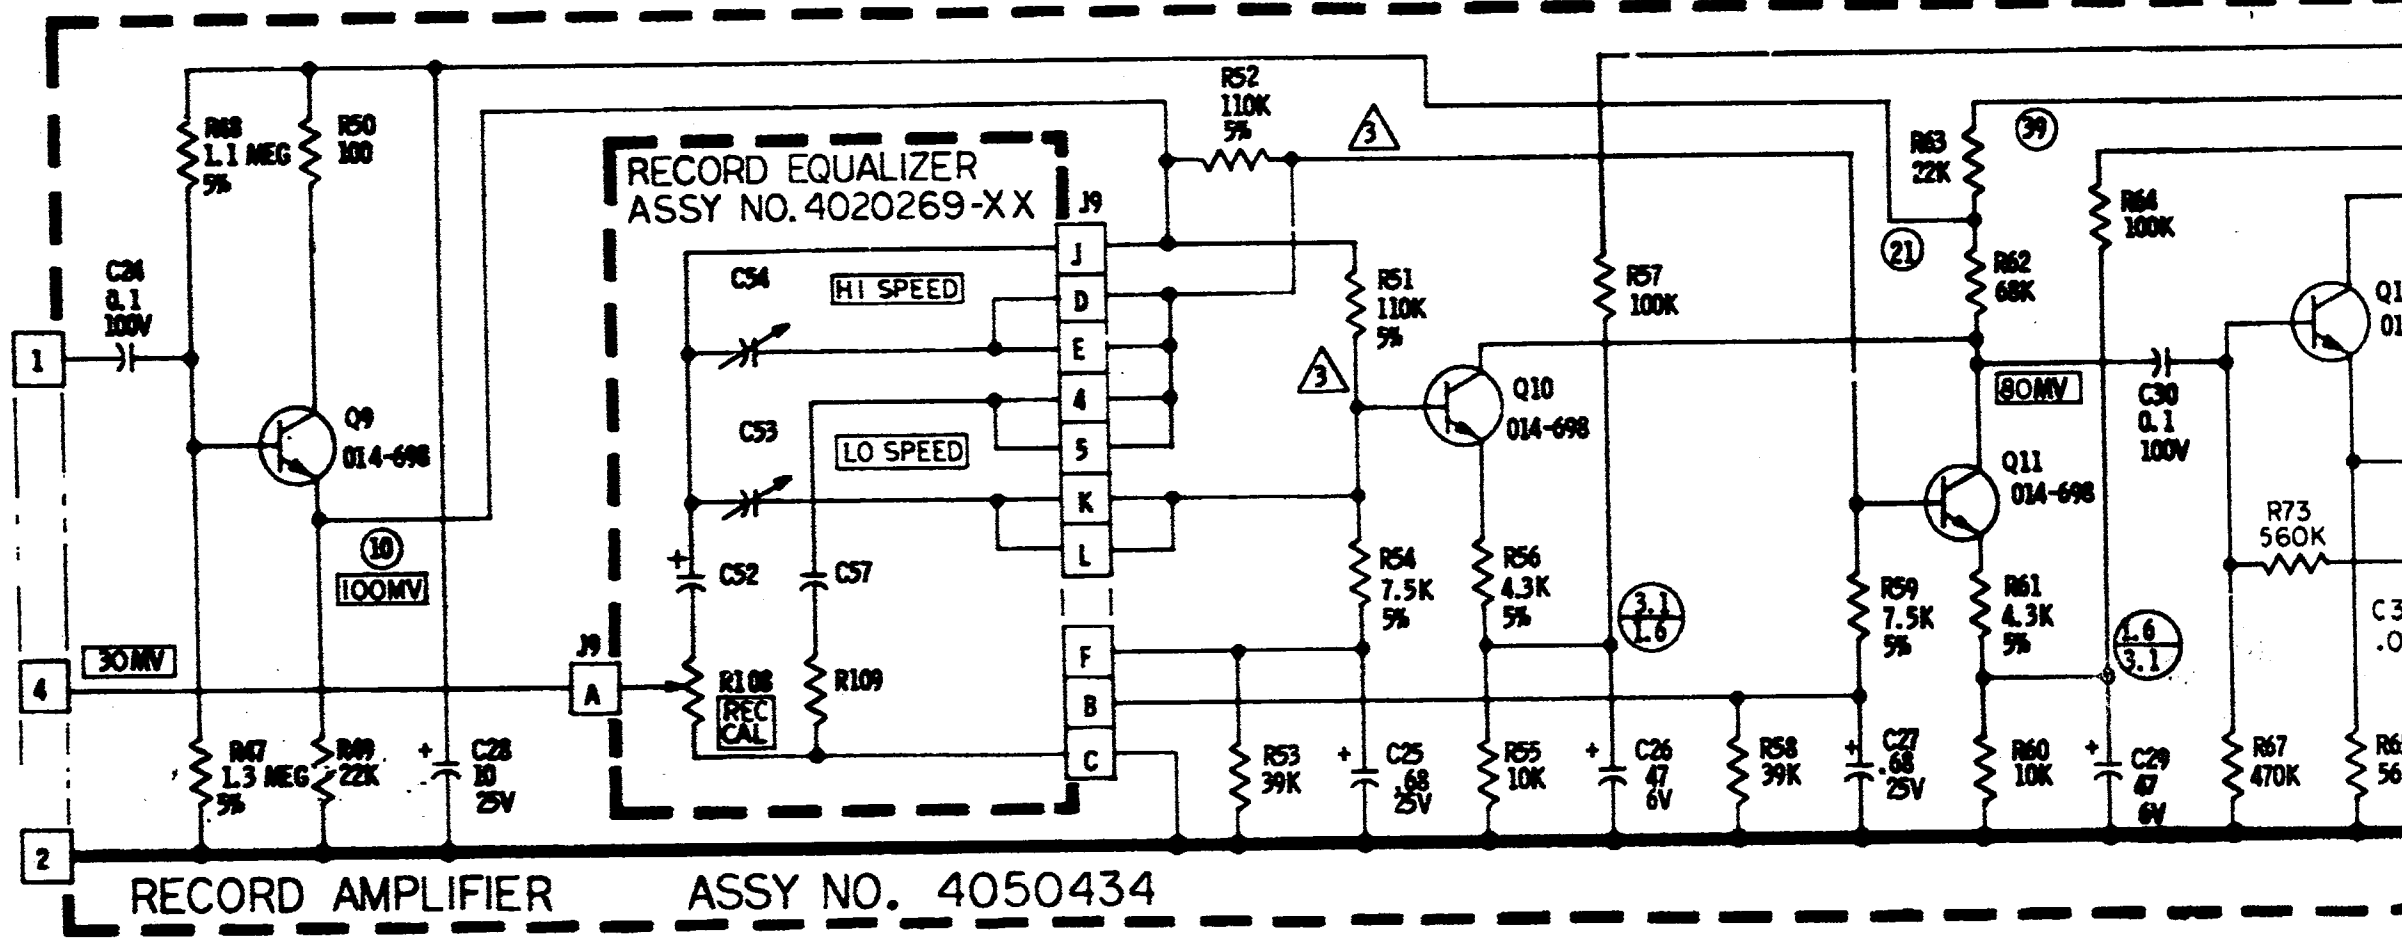 R48
1.1 MEG
5%
R50
100
C24
0.1
100V
1
Q9
014-698
10
100MV
4
30MV
R47
1.3 MEG
5%
R49
22K
+
C28
10
25V
2
RECORD AMPLIFIER
ASSY NO. 4050434
RECORD EQUALIZER
ASSY NO. 4020269-XX
J9
J
D
E
4
5
K
L
F
B
C
C54
HI SPEED
C53
LO SPEED
+
C52
C57
J9
A
R108
REC
CAL
R109
R52
110K
5%
3
R51
110K
5%
3
R57
100K
Q10
014-698
R54
7.5K
5%
R56
4.3K
5%
3.1
1.6
R53
39K
+
C25
.68
25V
R55
10K
+
C26
47
6V
R58
39K
+
C27
.68
25V
R63
22K
39
21
R62
68K
R64
100K
80MV
C30
0.1
100V
Q11
014-698
R59
7.5K
5%
R61
4.3K
5%
1.6
3.1
R60
10K
+
C29
47
6V
R73
560K
R67
470K
Q1
01
C3
.0
R6
56